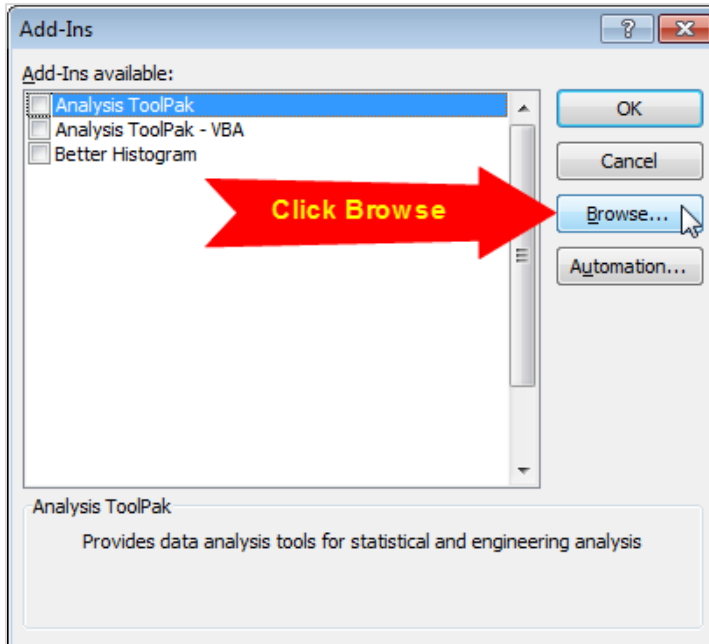 Add-Ins
Add-Ins available:
Analysis ToolPak
Analysis ToolPak - VBA
Better Histogram
OK
Cancel
Click Browse
Browse...
Automation...
Analysis ToolPak
Provides data analysis tools for statistical and engineering analysis